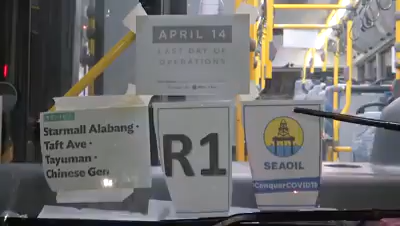 APRIL 14
LAST DAY OF
OPERATIONS
Starmall Alabang ·
Taft Ave ·
Tayuman ·
Chinese Gen
R1
SEAOIL
ConquerCOVID19